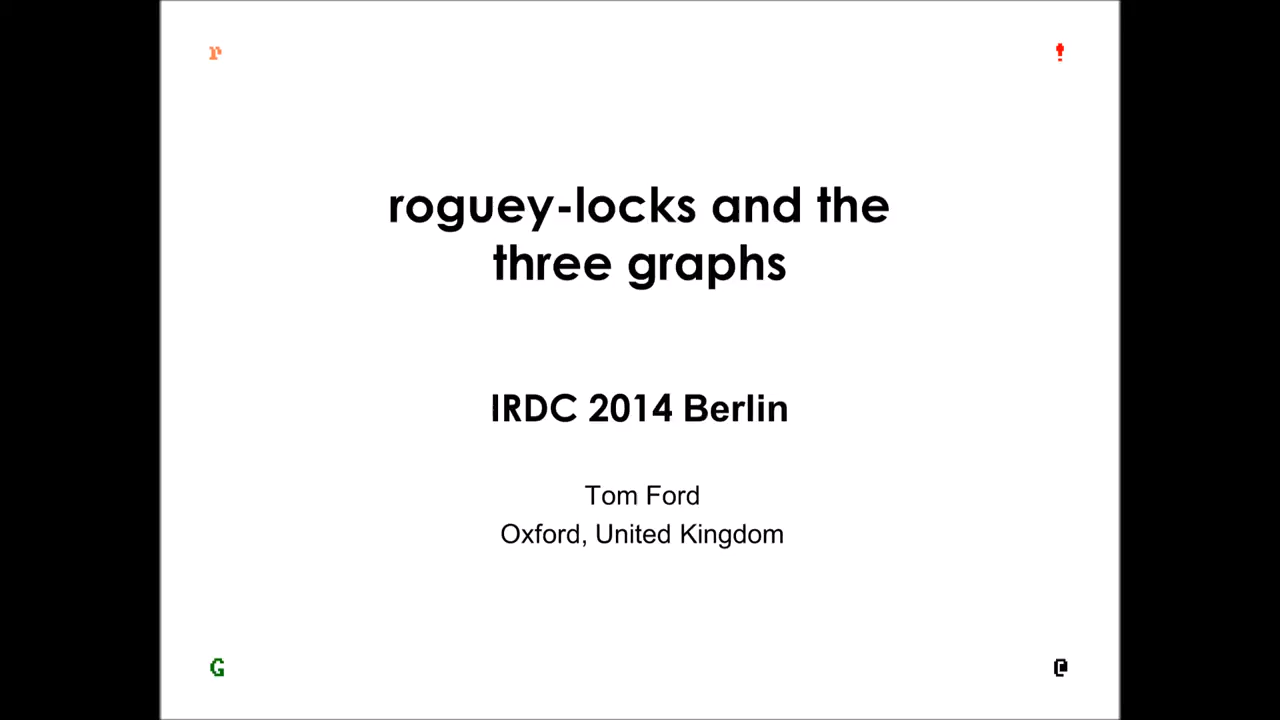 r
!
roguey-locks and the
three graphs
IRDC 2014 Berlin
Tom Ford
Oxford, United Kingdom
G
@